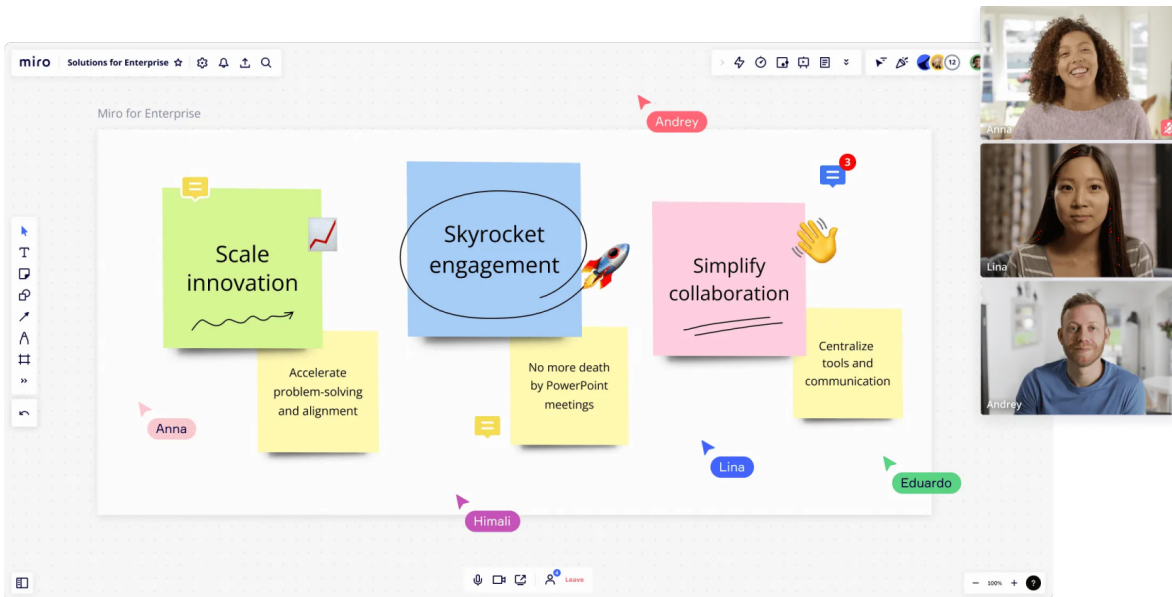 miro
Solutions for Enterprise
12
Miro for Enterprise
Andrey
3
Scale
innovation
Skyrocket
engagement
Simplify
collaboration
Accelerate
problem-solving
and alignment
No more death
by PowerPoint
meetings
Centralize
tools and
communication
Anna
Lina
Eduardo
Himali
Anna
Lina
Andrey
Leave
100%
?